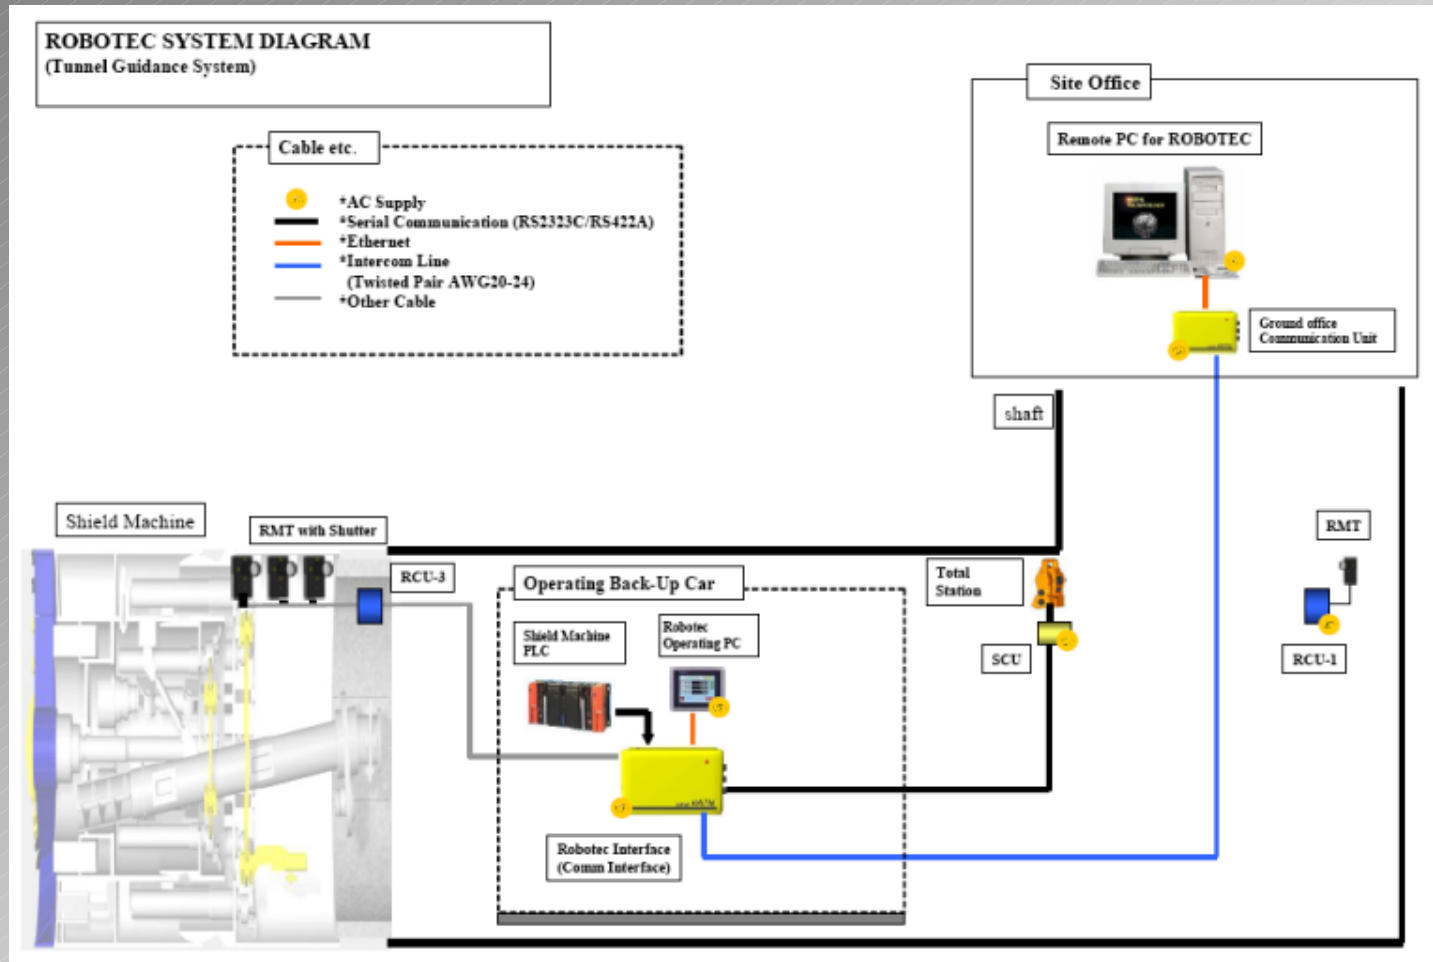 ROBOTEC SYSTEM DIAGRAM
(Tunnel Guidance System)
Site Office
Cable etc.
Remote PC for ROBOTEC
*AC Supply
*Serial Communication (RS2323C/RS422A)
*Ethernet
*Intercom Line
(Twisted Pair AWG20-24)
*Other Cable
Ground office
Communication Unit
shaft
Shield Machine
RMT with Shutter
RMT
RCU-3
Operating Back-Up Car
Total
Station
Shield Machine
PLC
Robotec
Operating PC
SCU
RCU-1
Robotec Interface
(Comm Interface)